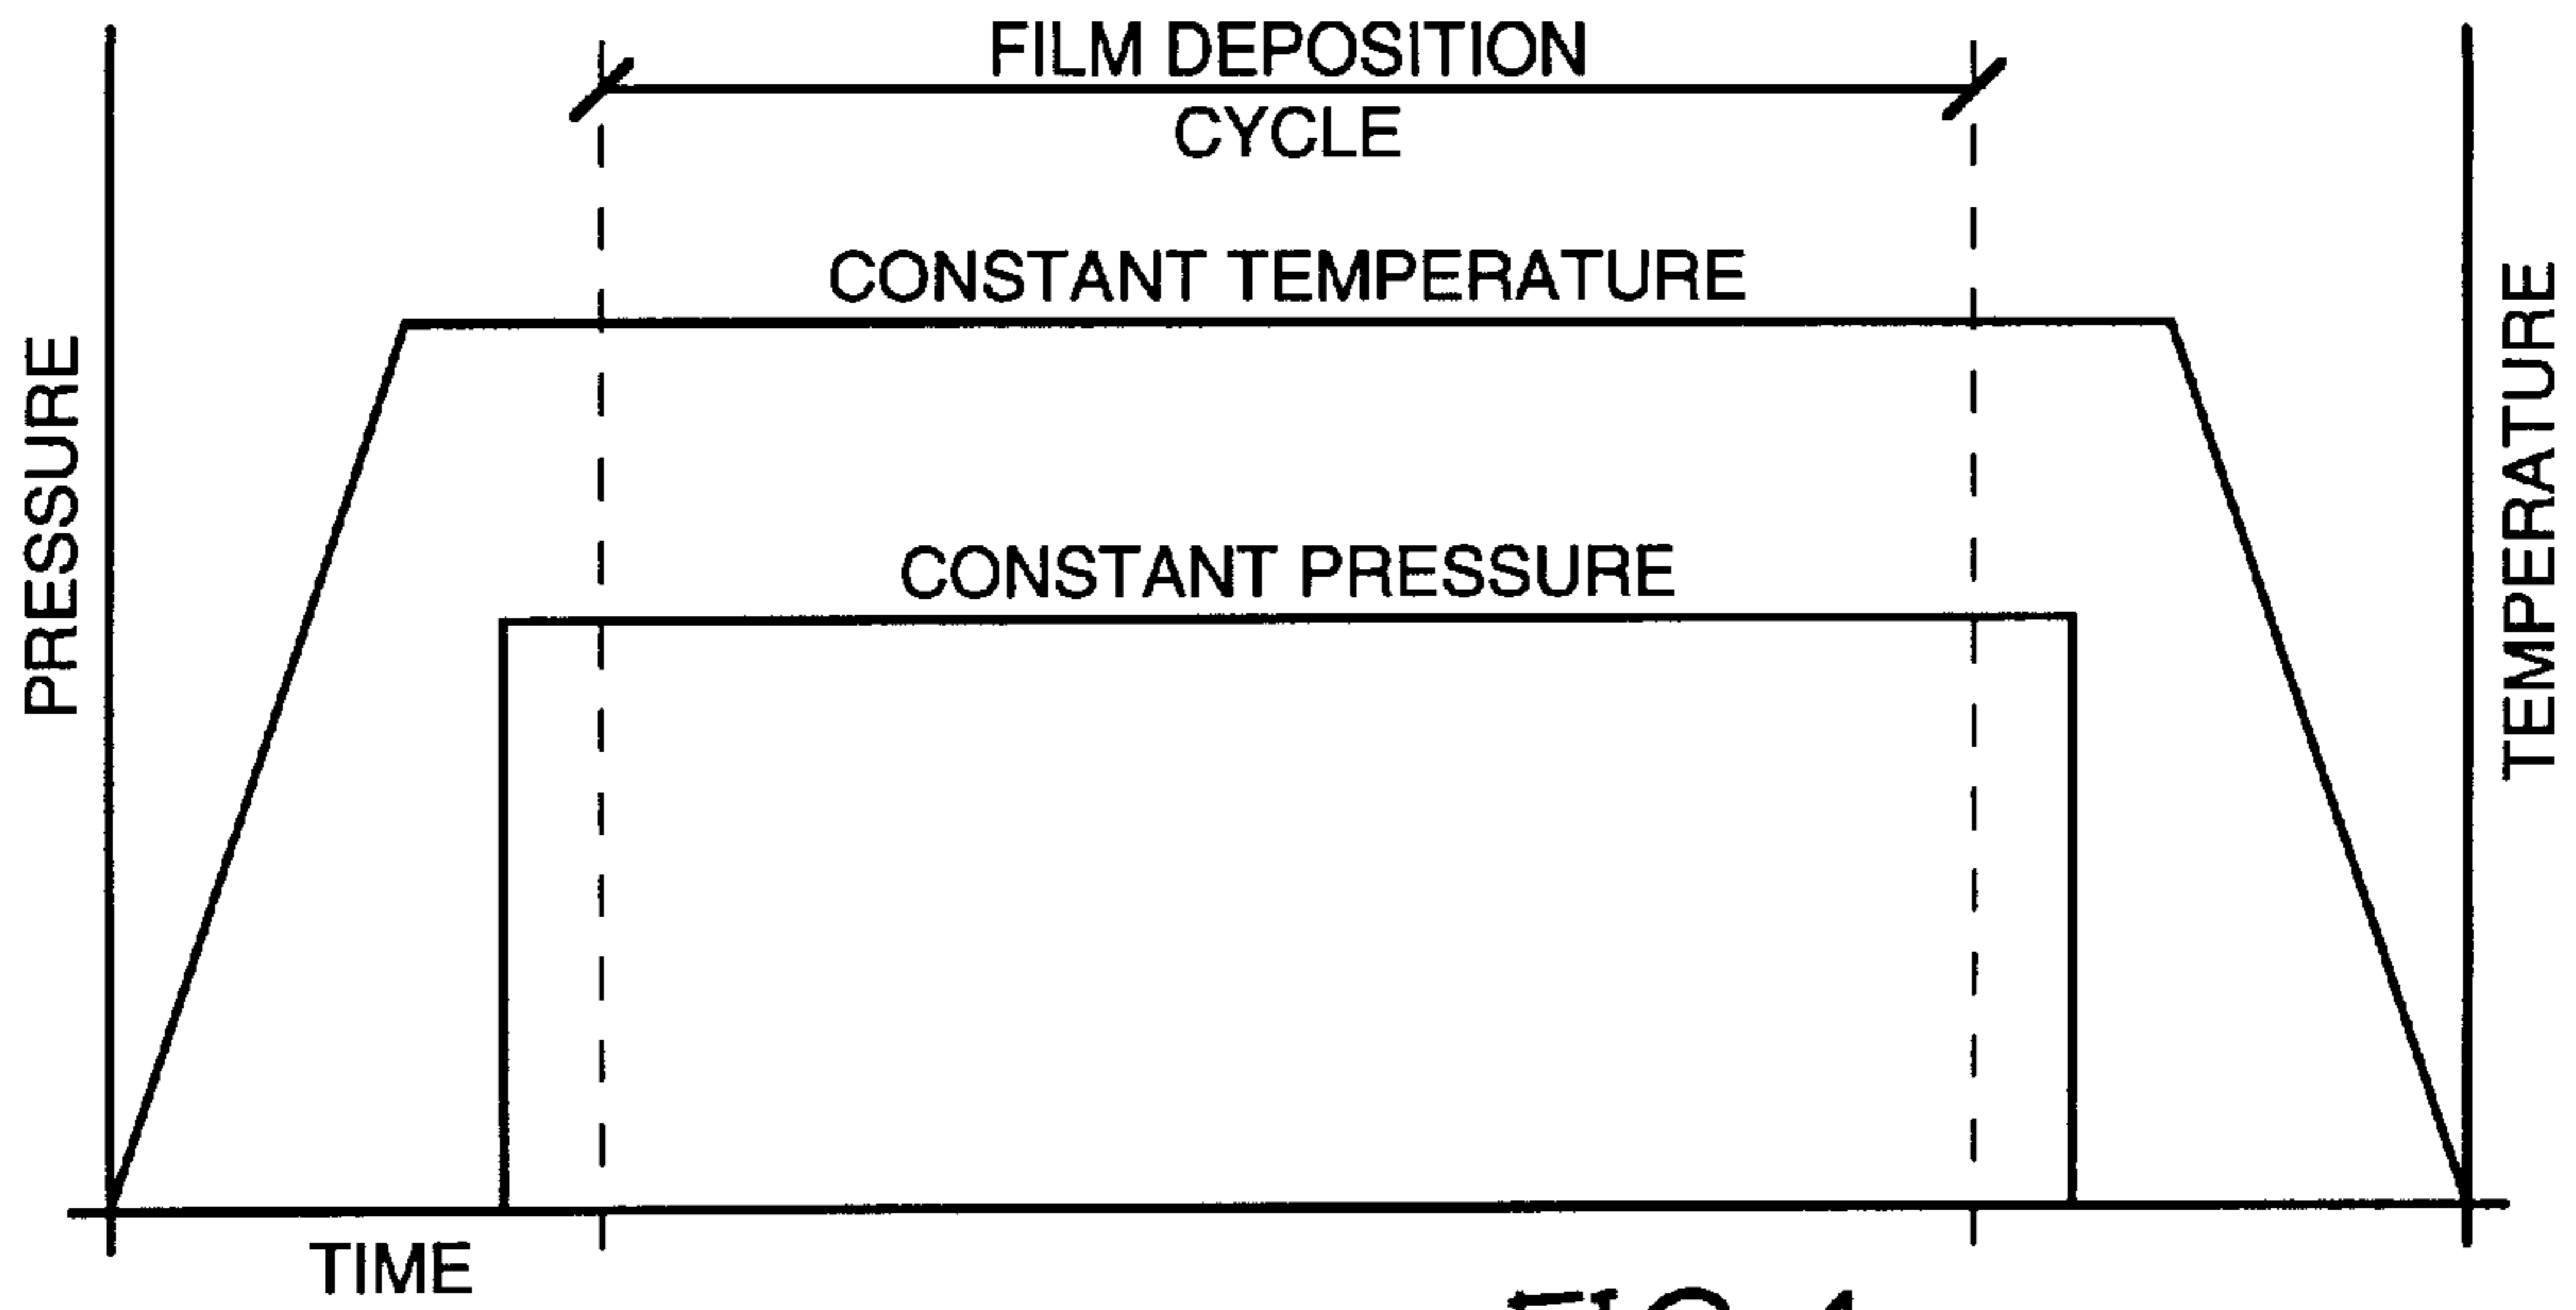 FILM DEPOSITION
CYCLE
CONSTANT TEMPERATURE
CONSTANT PRESSURE
PRESSURE
TEMPERATURE
TIME